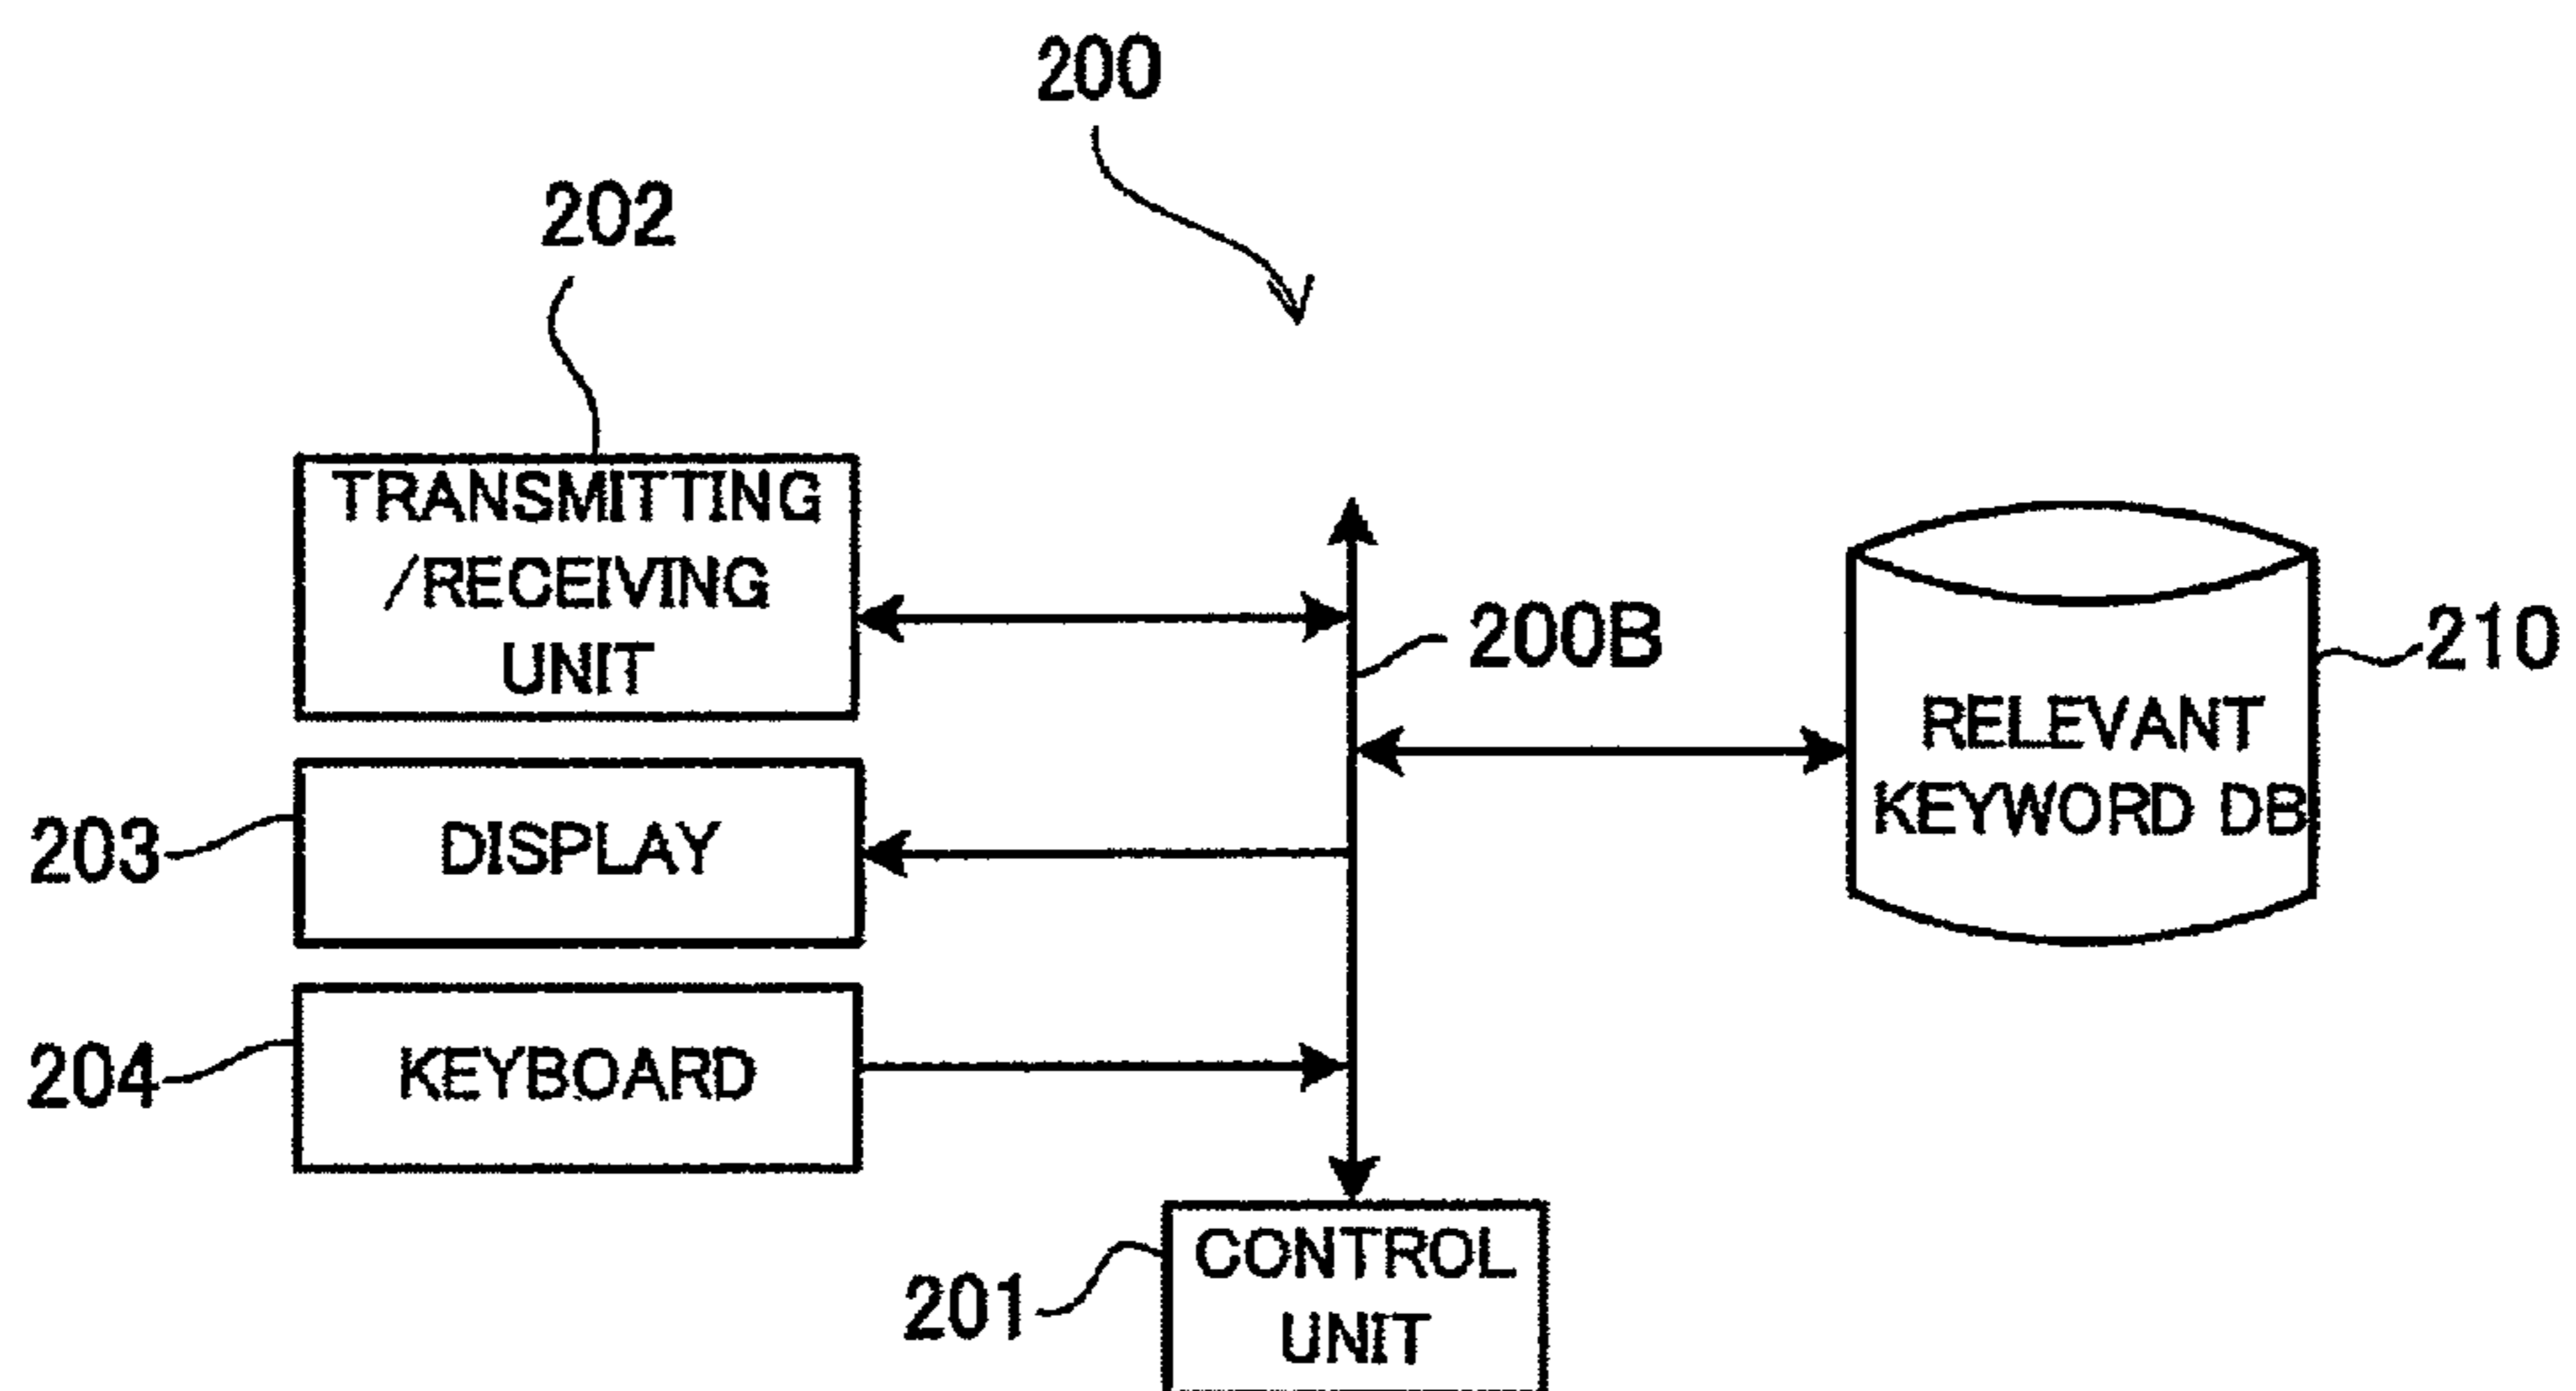 200
202
TRANSMITTING
/RECEIVING
UNIT
200B
210
RELEVANT
KEYWORD DB
203
DISPLAY
204
KEYBOARD
201
CONTROL
UNIT